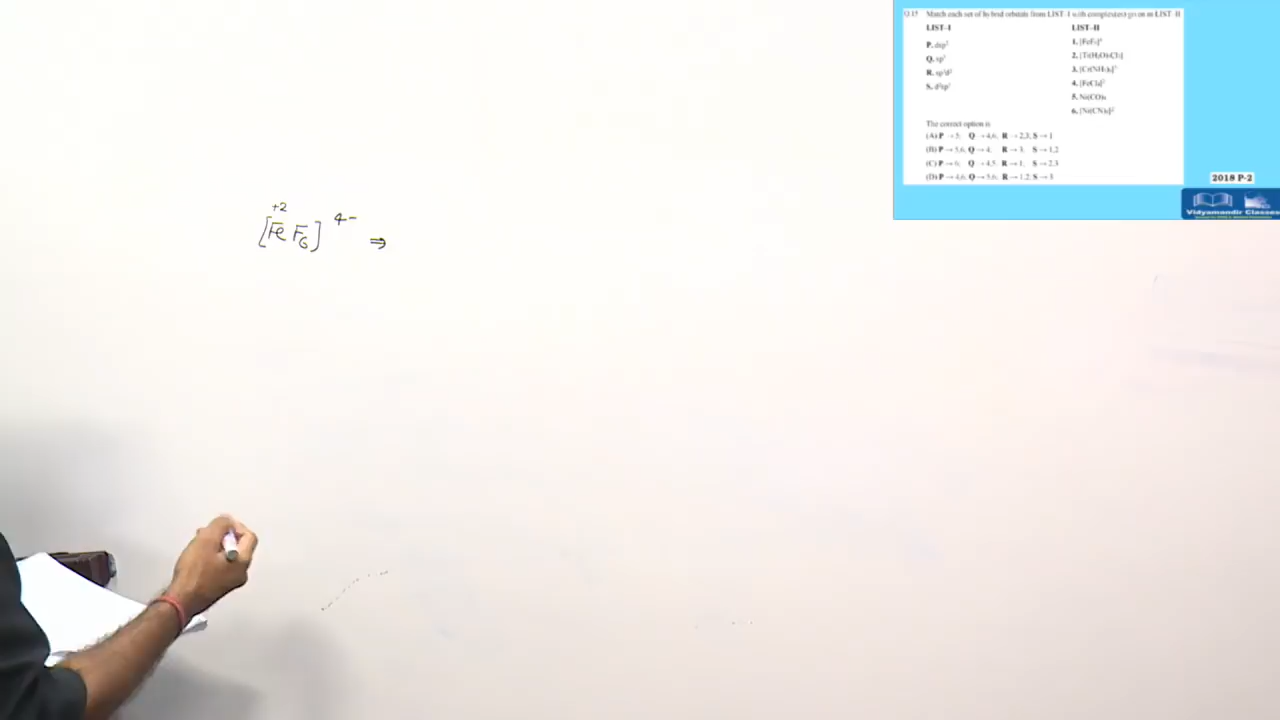 Q.15 Match each set of hybrid orbitals from LIST–I with complex(es) given in LIST–II
LIST–I LIST–II
P. dsp² 1. [FeF₆]⁴⁻
Q. sp³ 2. [Ti(H₂O)₃Cl₃]
R. sp³d² 3. [Cr(NH₃)₆]³⁺
S. d²sp³ 4. [FeCl₄]²⁻
5. Ni(CO)₄
6. [Ni(CN)₄]²⁻
The correct option is
(A) P → 5; Q → 4,6; R → 2,3; S → 1
(B) P → 5,6; Q → 4; R → 3; S → 1,2
(C) P → 6; Q → 4,5; R → 1; S → 2,3
(D) P → 4,6; Q → 5,6; R → 1,2; S → 3
2018 P-2
Vidyamandir Classes
+2
[Fe F₆]⁴⁻ ⇒